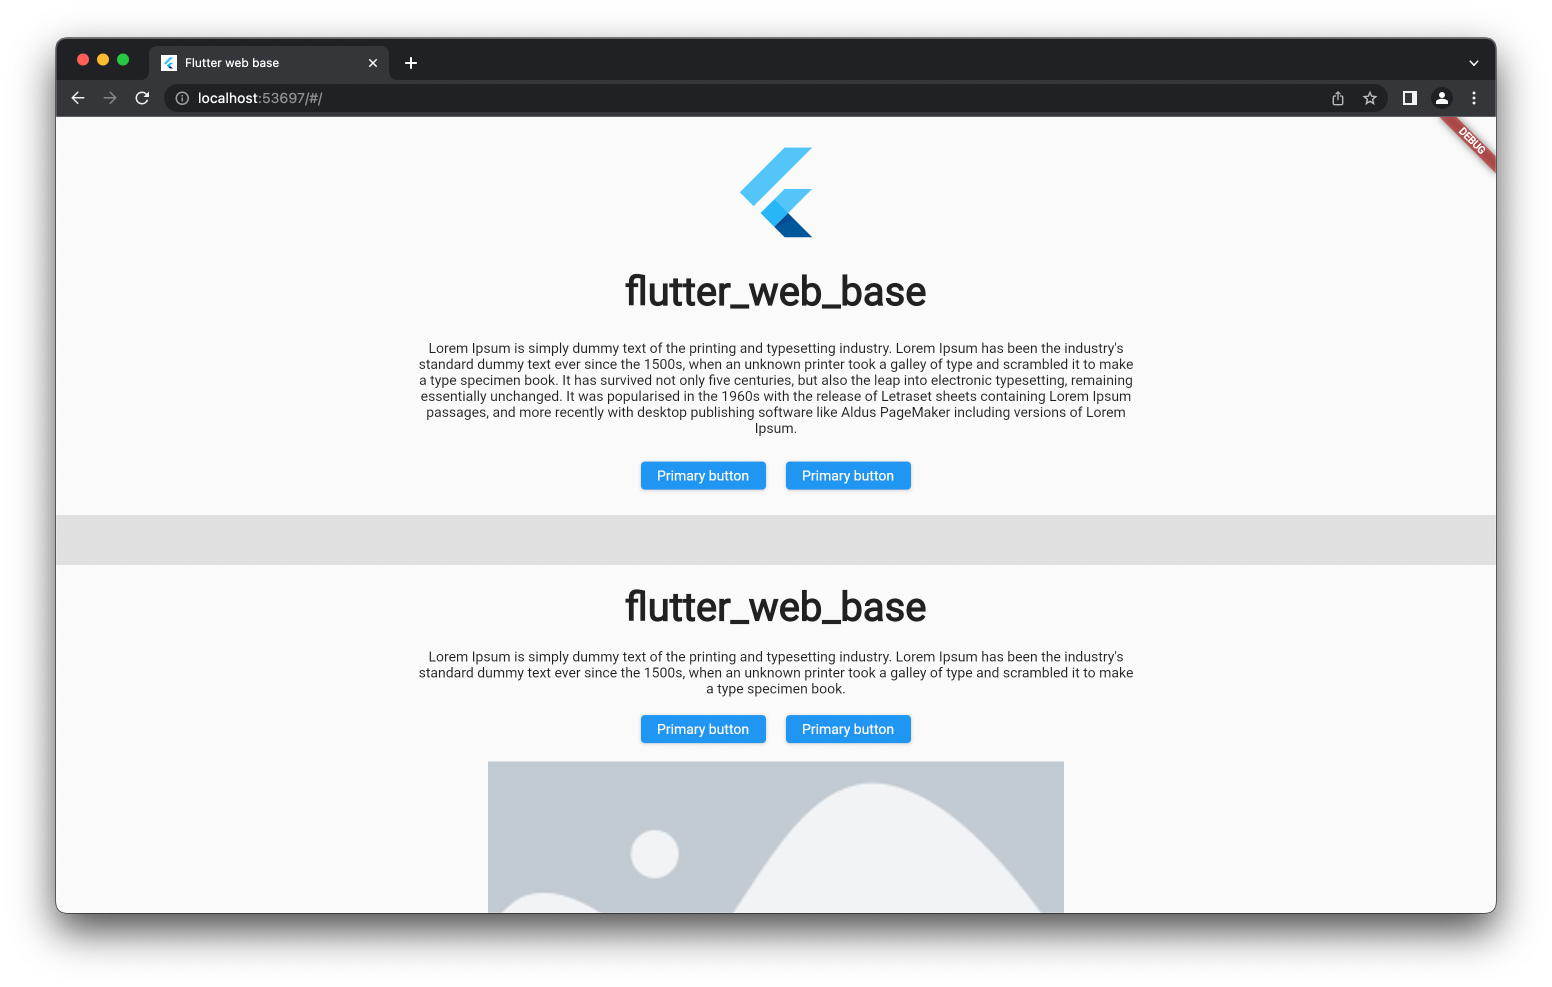 Flutter web base
localhost:53697/#/
DEBUG
flutter_web_base
Lorem Ipsum is simply dummy text of the printing and typesetting industry. Lorem Ipsum has been the industry's
standard dummy text ever since the 1500s, when an unknown printer took a galley of type and scrambled it to make
a type specimen book. It has survived not only five centuries, but also the leap into electronic typesetting, remaining
essentially unchanged. It was popularised in the 1960s with the release of Letraset sheets containing Lorem Ipsum
passages, and more recently with desktop publishing software like Aldus PageMaker including versions of Lorem
Ipsum.
Primary button Primary button
flutter_web_base
Lorem Ipsum is simply dummy text of the printing and typesetting industry. Lorem Ipsum has been the industry's
standard dummy text ever since the 1500s, when an unknown printer took a galley of type and scrambled it to make
a type specimen book.
Primary button Primary button